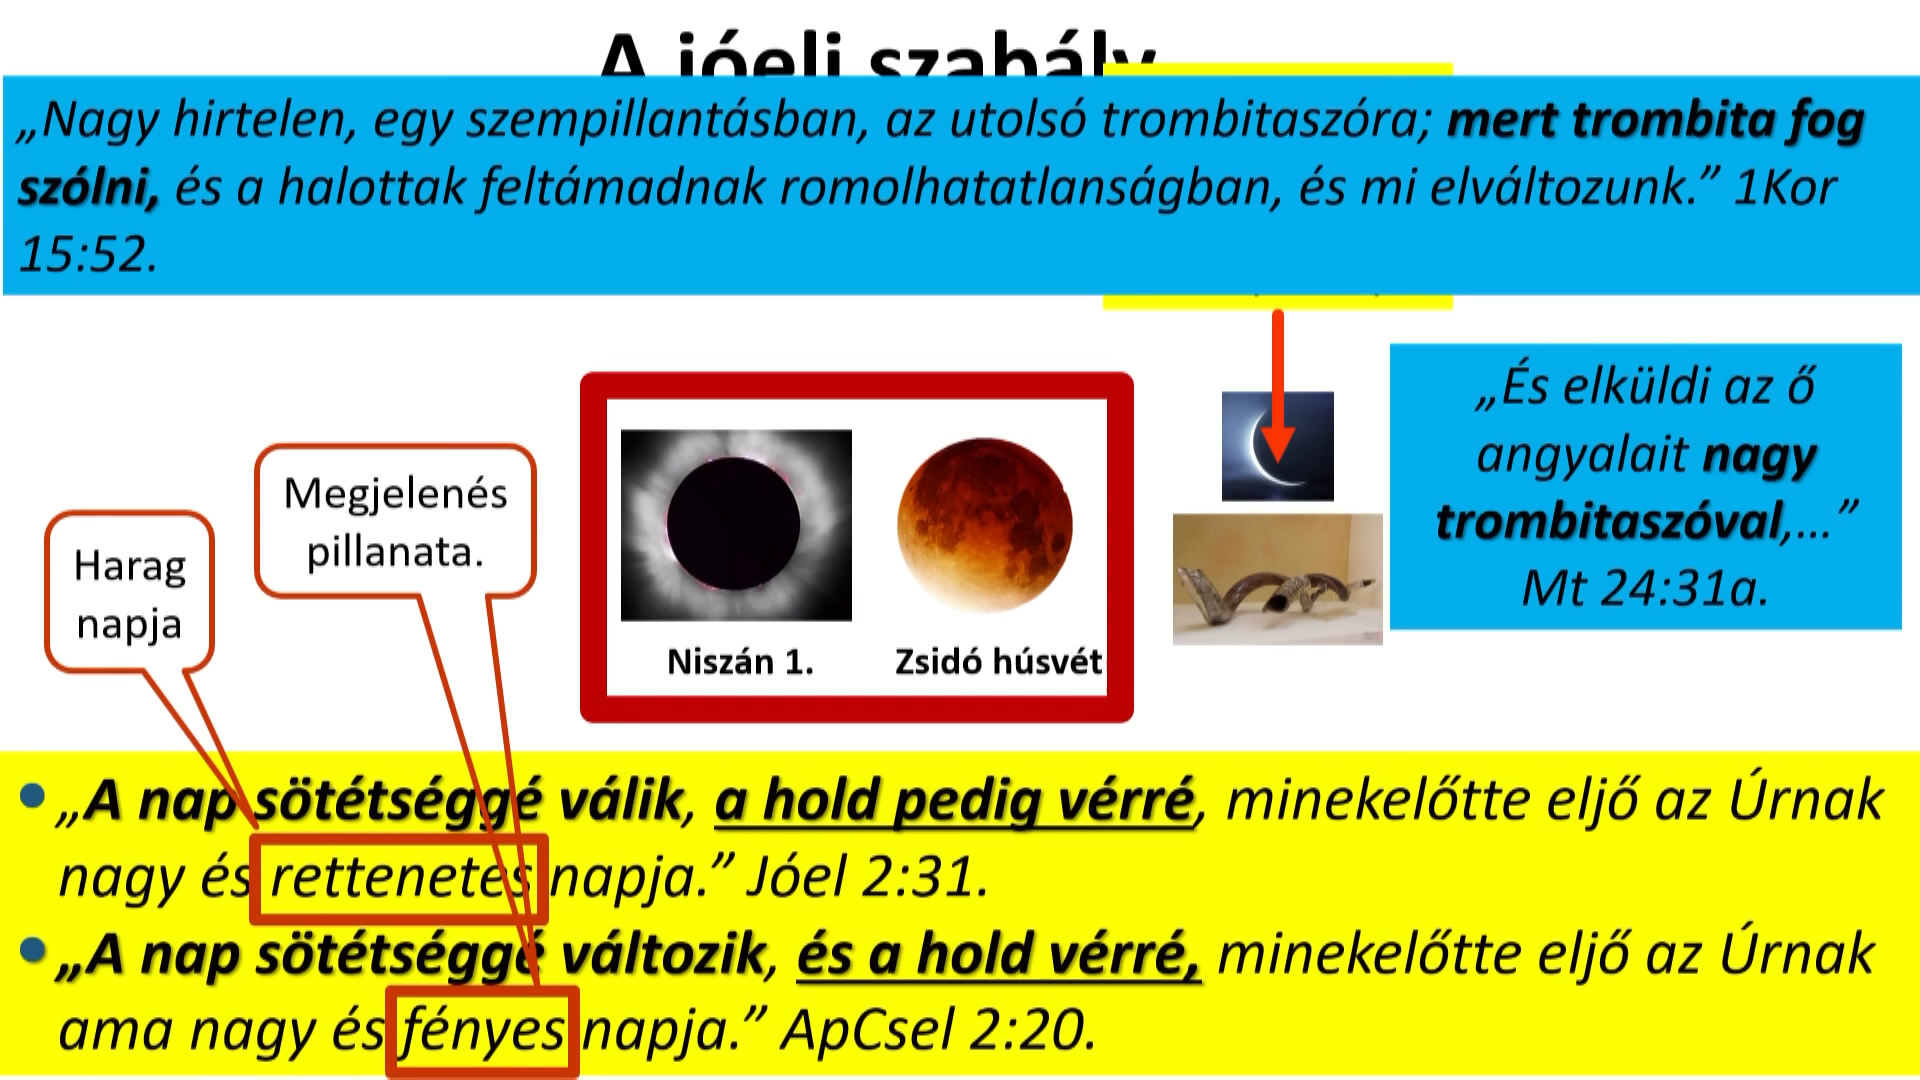 A jóeli szabály
„Nagy hirtelen, egy szempillantásban, az utolsó trombitaszóra; mert trombita fog
szólni, és a halottak feltámadnak romolhatatlanságban, és mi elváltozunk.” 1Kor
15:52.
„És elküldi az ő
angyalait nagy
trombitaszóval,...”
Mt 24:31a.
Megjelenés
pillanata.
Harag
napja
Niszán 1.
Zsidó húsvét
„A nap sötétséggé válik, a hold pedig vérré, minekelőtte eljő az Úrnak
nagy és rettenetes napja.” Jóel 2:31.
„A nap sötétséggé változik, és a hold vérré, minekelőtte eljő az Úrnak
ama nagy és fényes napja.” ApCsel 2:20.